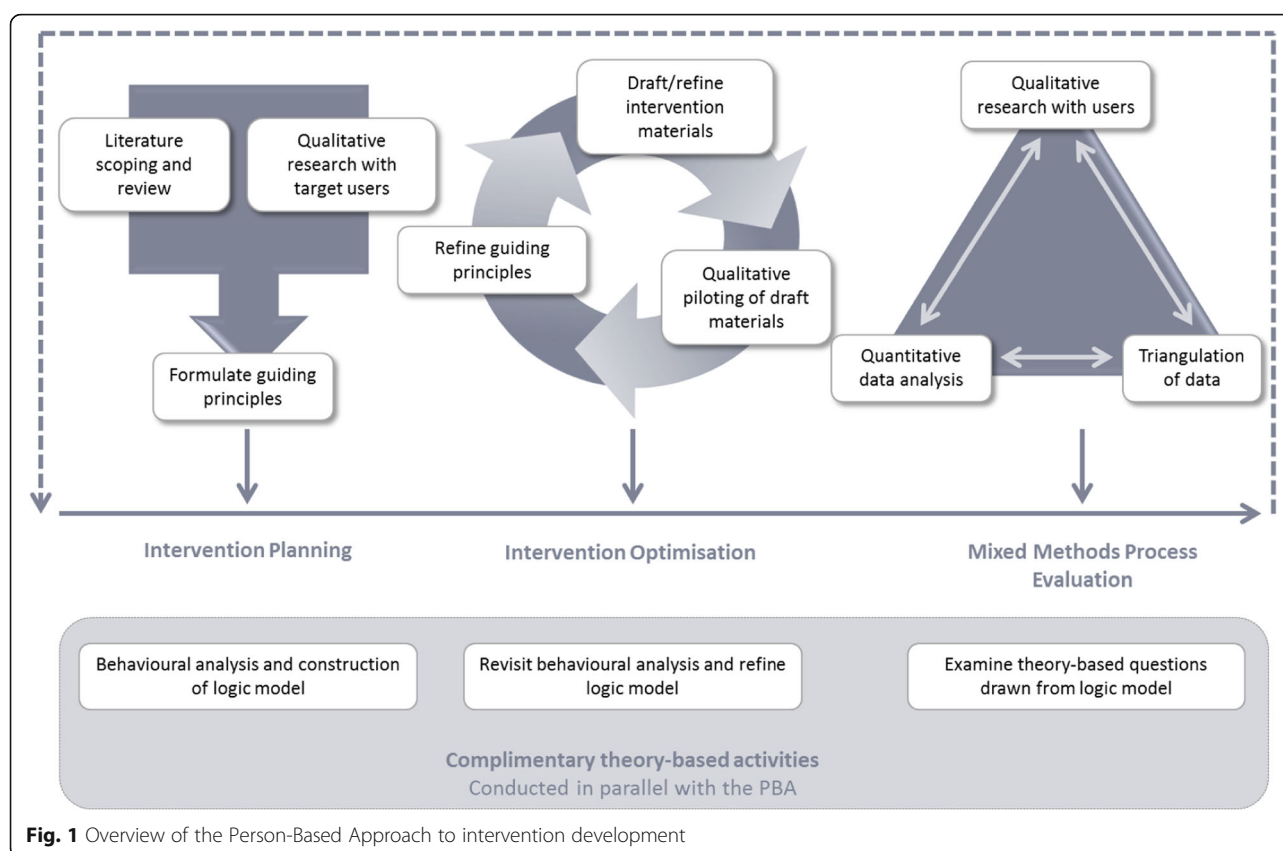 Literature
scoping and
review
Qualitative
research with
target users
Formulate guiding
principles
Draft/refine
intervention
materials
Refine guiding
principles
Qualitative
piloting of draft
materials
Qualitative
research with users
Quantitative
data analysis
Triangulation
of data
Intervention Planning
Intervention Optimisation
Mixed Methods Process
Evaluation
Behavioural analysis and construction
of logic model
Revisit behavioural analysis and refine
logic model
Examine theory-based questions
drawn from logic model
Complimentary theory-based activities
Conducted in parallel with the PBA
Fig. 1 Overview of the Person-Based Approach to intervention development